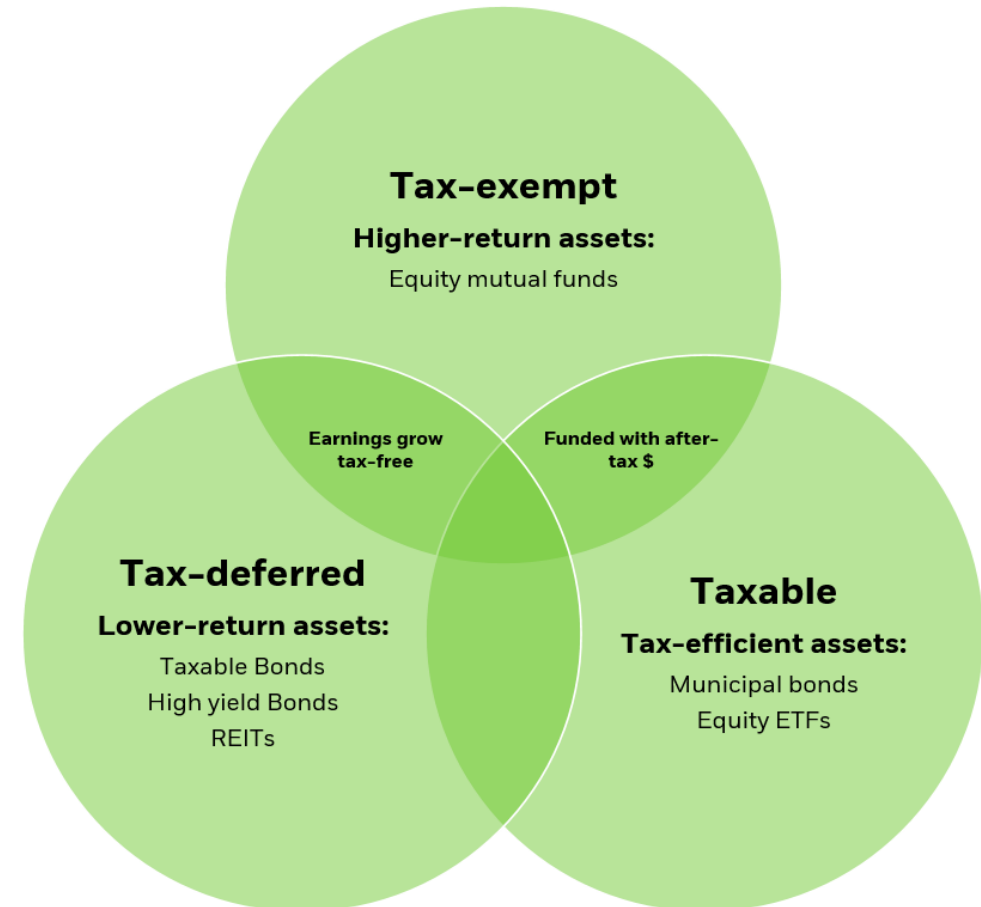 Tax-exempt
Higher-return assets:
Equity mutual funds
Earnings grow
tax-free
Funded with after-
tax $
Tax-deferred
Lower-return assets:
Taxable Bonds
High yield Bonds
REITs
Taxable
Tax-efficient assets:
Municipal bonds
Equity ETFs